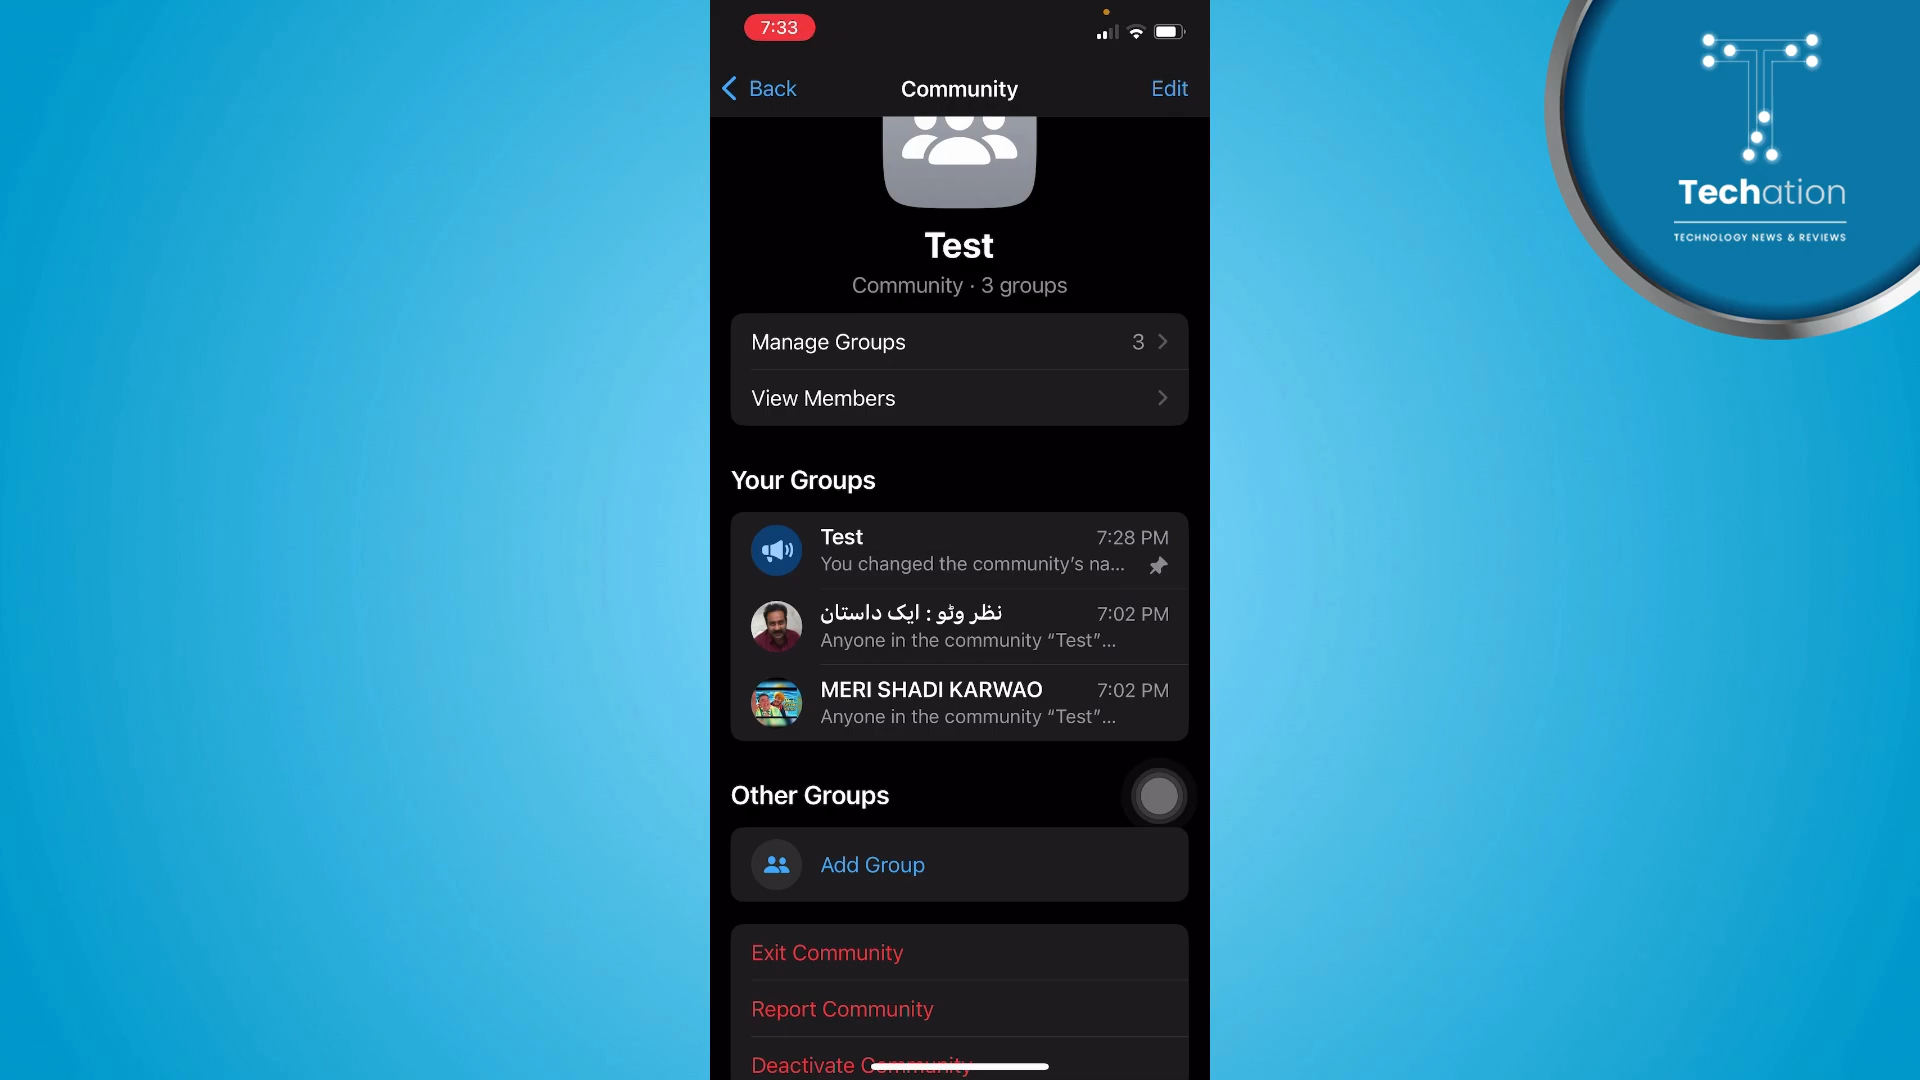 7:33
Back
Community
Edit
Test
Community · 3 groups
Manage Groups 3
View Members
Your Groups
Test 7:28 PM
You changed the community’s na...
نظر وٹو : ایک داستان 7:02 PM
Anyone in the community “Test”...
MERI SHADI KARWAO 7:02 PM
Anyone in the community “Test”...
Other Groups
Add Group
Exit Community
Report Community
Deactivate Community
Techation
TECHNOLOGY NEWS & REVIEWS